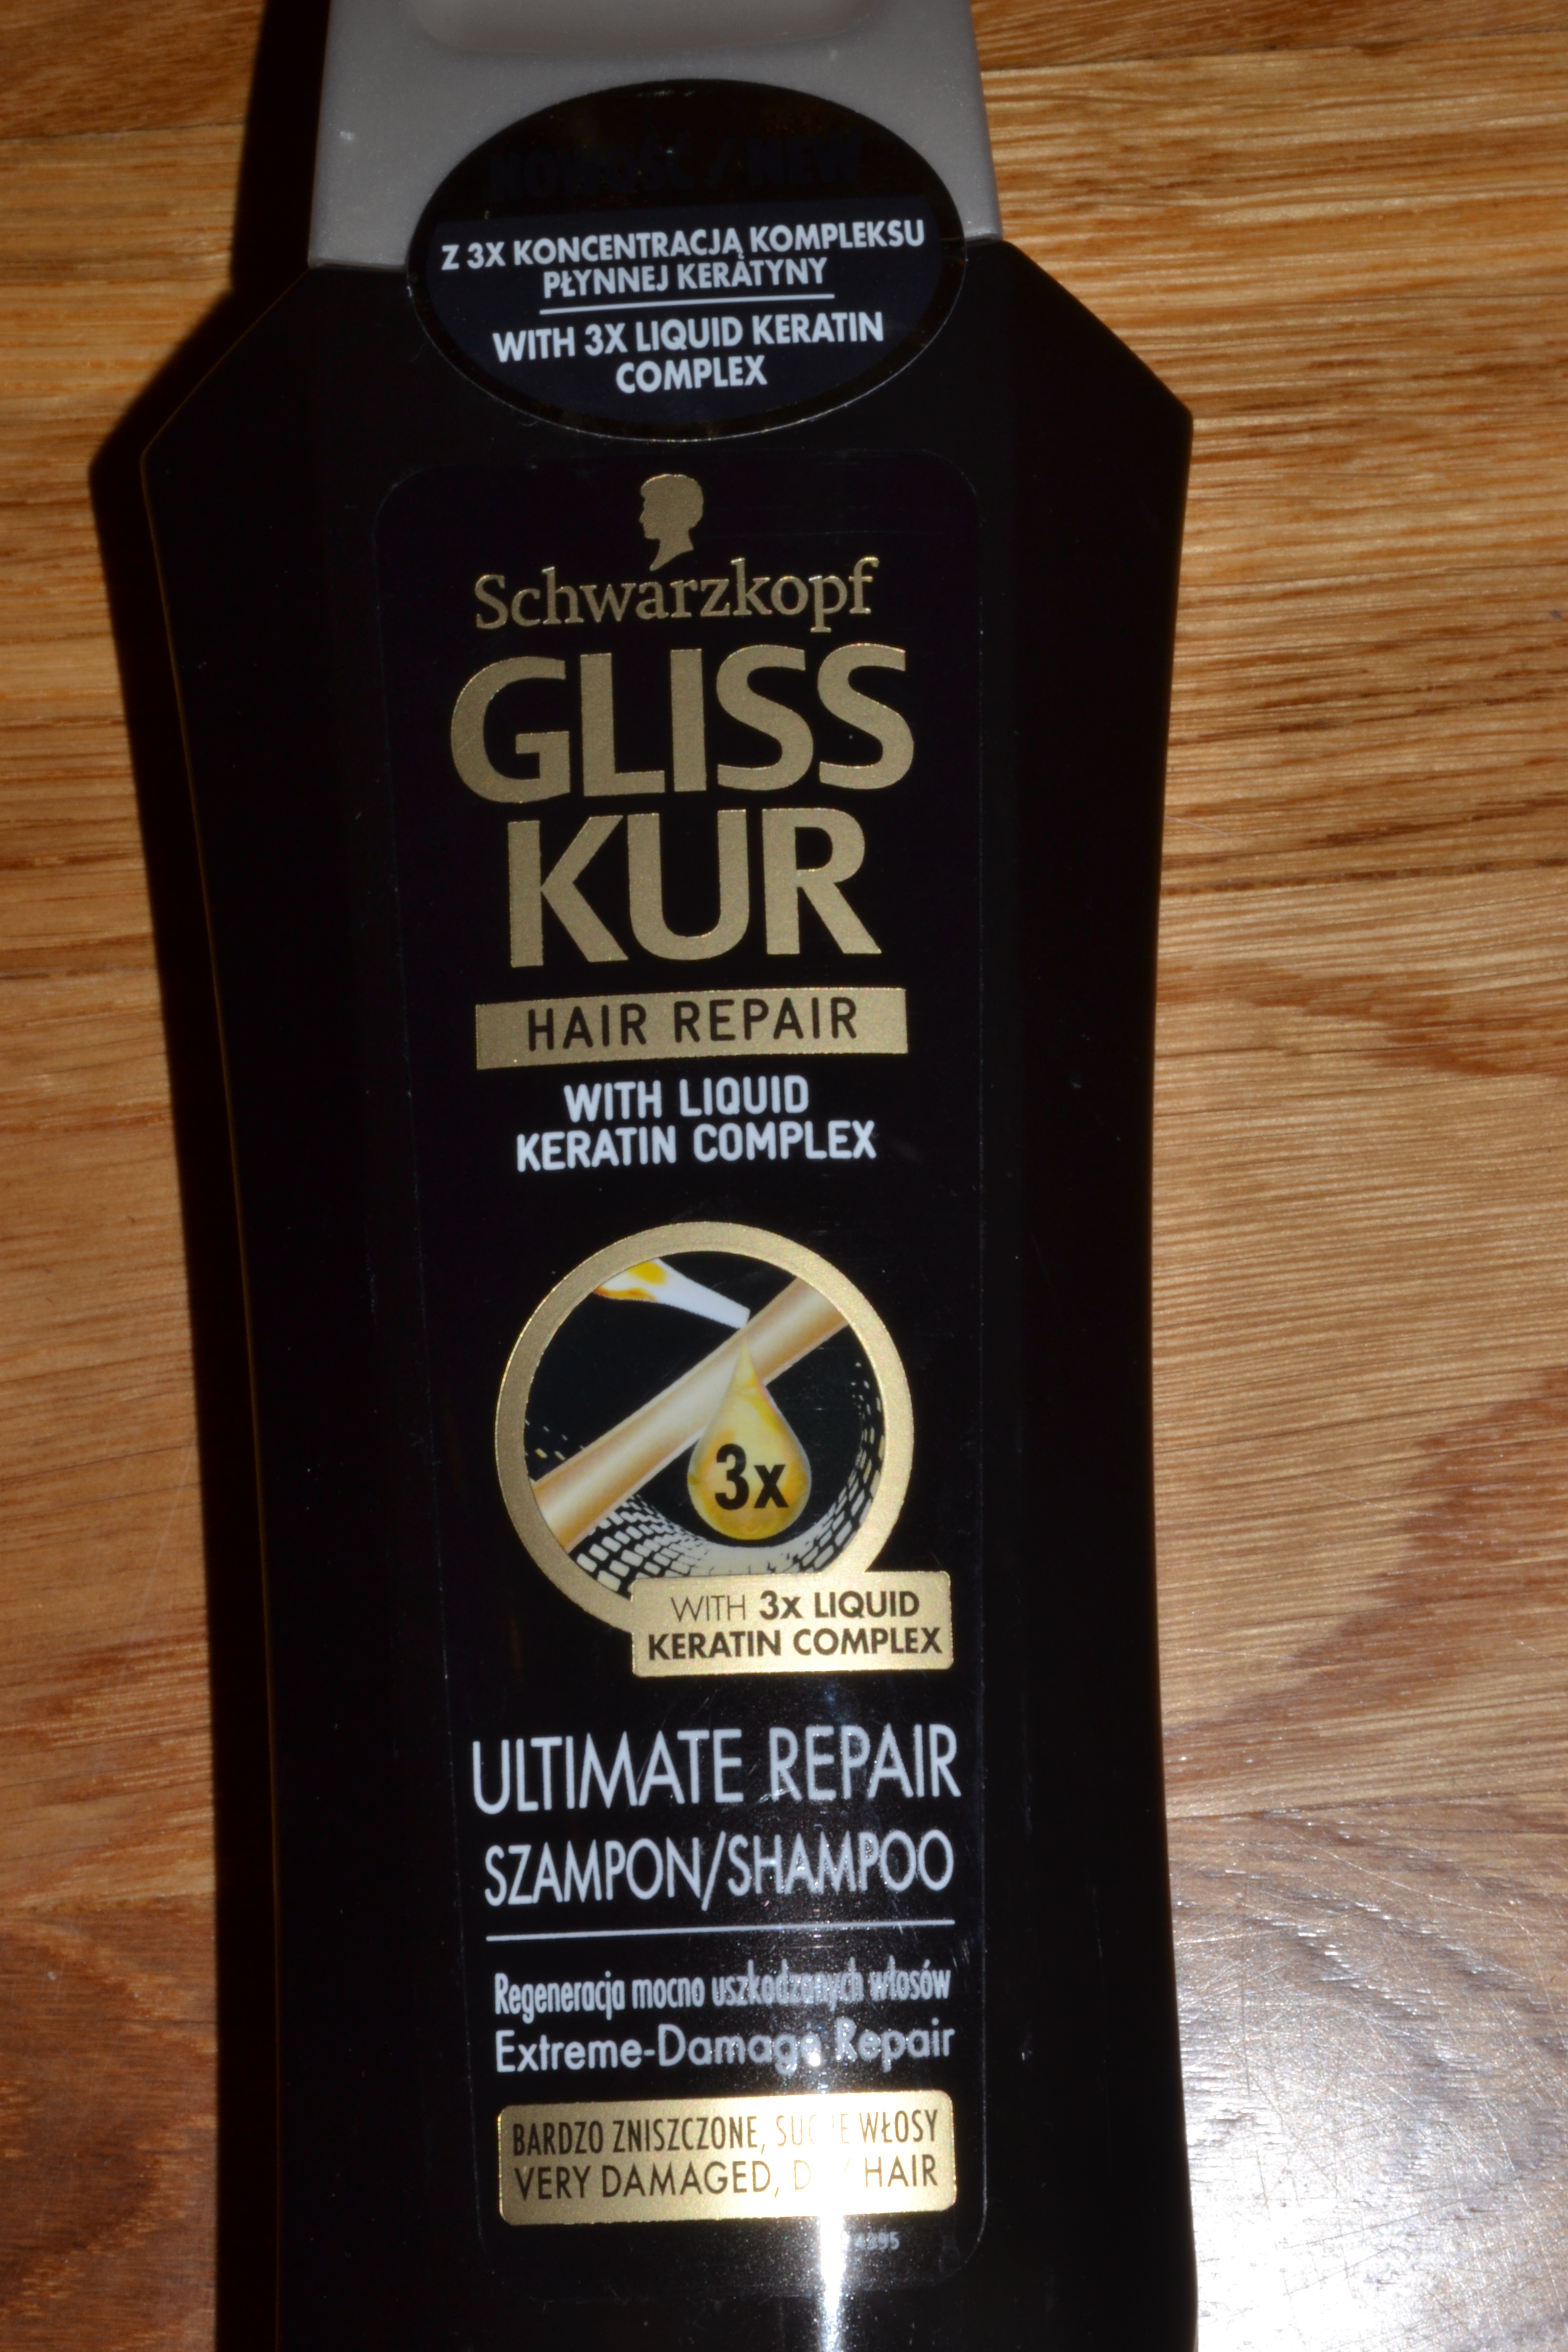 NOWOŚĆ / NEW
Z 3X KONCENTRACJĄ KOMPLEKSU
PŁYNNEJ KERATYNY
WITH 3X LIQUID KERATIN
COMPLEX
Schwarzkopf
GLISS
KUR
HAIR REPAIR
WITH LIQUID
KERATIN COMPLEX
3x
WITH 3x LIQUID
KERATIN COMPLEX
ULTIMATE REPAIR
SZAMPON/SHAMPOO
Regeneracja mocno uszkodzonych włosów
Extreme-Damage Repair
BARDZO ZNISZCZONE, SUCHE WŁOSY
VERY DAMAGED, DRY HAIR